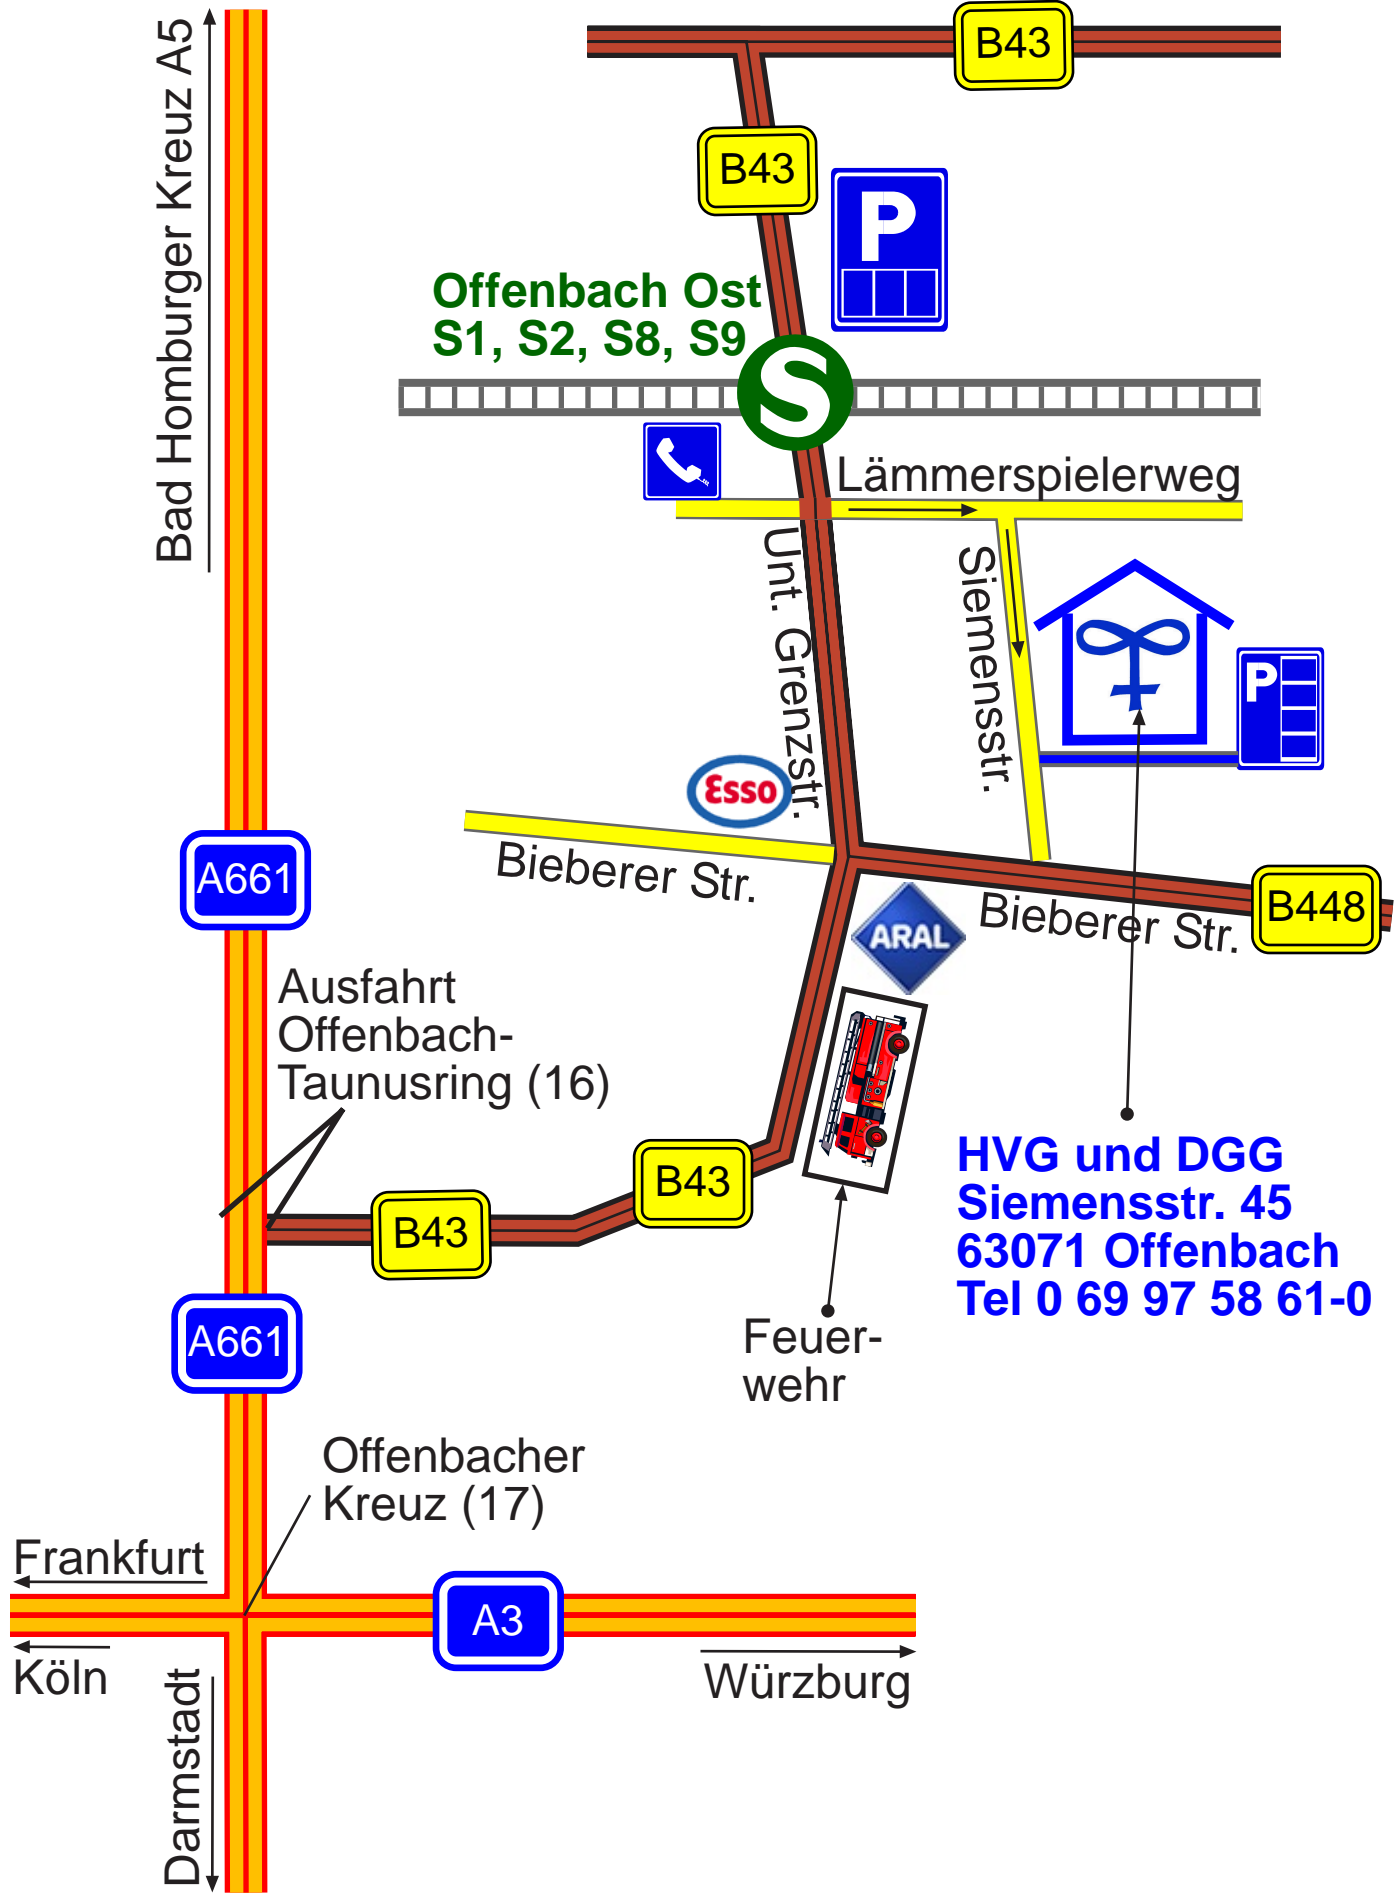 B43
Bad Homburger Kreuz A5
B43
P
Offenbach Ost
S1, S2, S8, S9
S
Lämmerspielerweg
Unt. Grenzstr.
Siemensstr.
P
Esso
Bieberer Str.
A661
B448
Bieberer Str.
ARAL
Ausfahrt
Offenbach-
Taunusring (16)
B43
B43
HVG und DGG
Siemensstr. 45
63071 Offenbach
Tel 0 69 97 58 61-0
A661
Feuer-
wehr
Offenbacher
Kreuz (17)
Frankfurt
A3
Köln
Würzburg
Darmstadt